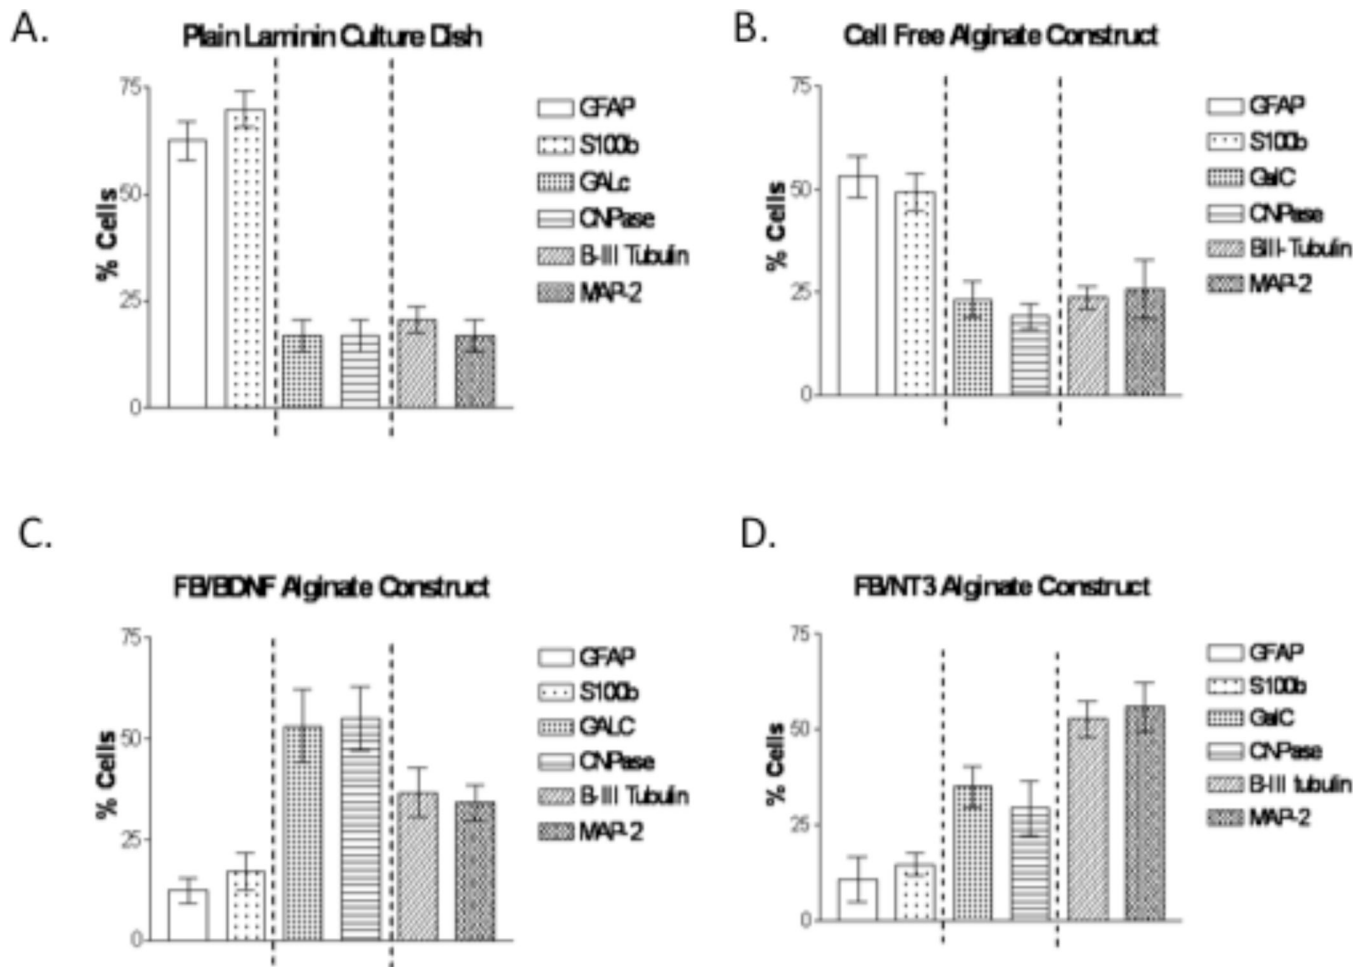 A.
Plain Laminin Culture Dish
75
50
25
0
% Cells
GFAP
S100b
GALc
CNPase
B-III Tubulin
MAP-2
B.
Cell Free Alginate Construct
75
50
25
0
% Cells
GFAP
S100b
GalC
CNPase
BIII-Tubulin
MAP-2
C.
FB/BDNF Alginate Construct
75
50
25
0
% Cells
GFAP
S100b
GALC
CNPase
B-III Tubulin
MAP-2
D.
FB/NT3 Alginate Construct
75
50
25
0
% Cells
GFAP
S100b
GalC
CNPase
B-III tubulin
MAP-2